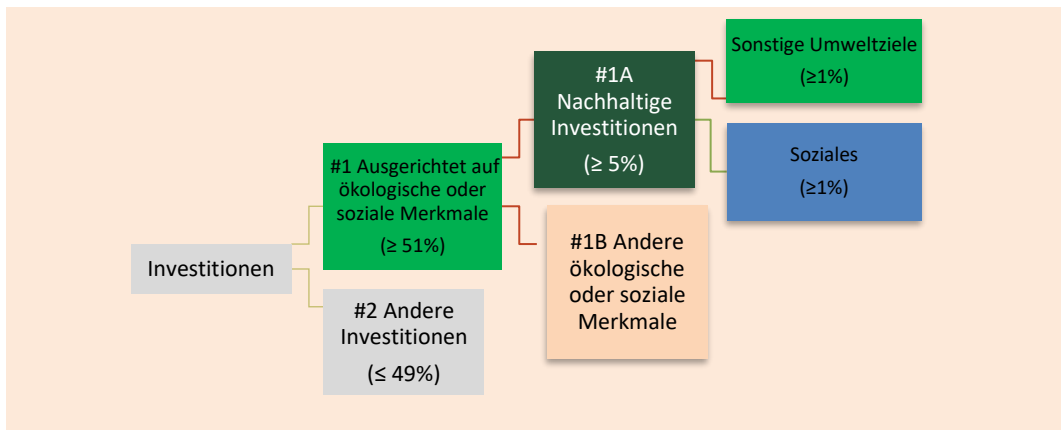 Investitionen
#1 Ausgerichtet auf
ökologische oder
soziale Merkmale
(≥ 51%)
#2 Andere
Investitionen
(≤ 49%)
#1A
Nachhaltige
Investitionen
(≥ 5%)
#1B Andere
ökologische
oder soziale
Merkmale
Sonstige Umweltziele
(≥1%)
Soziales
(≥1%)